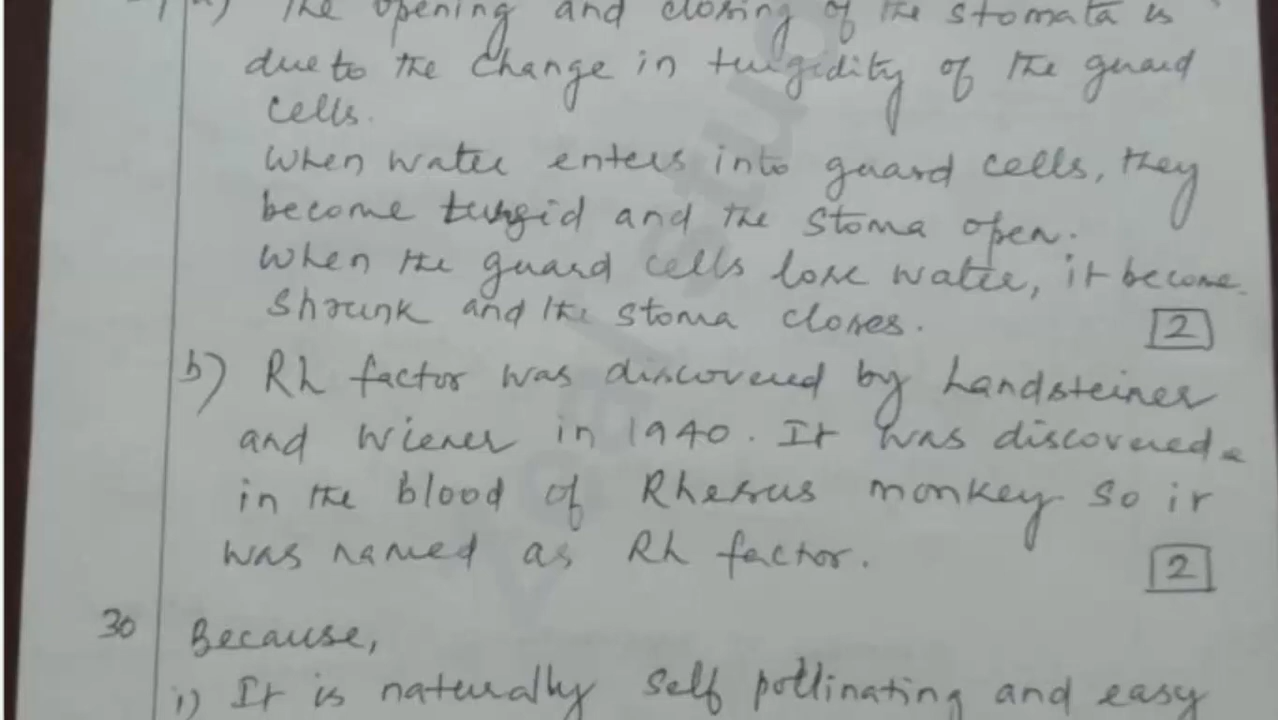 a) The opening and closing of the stomata is
due to the change in turgidity of the guard
cells.
When water enters into guard cells, they
become turgid and the stoma open.
When the guard cells lose water, it become
shrunk and the stoma closes.
2
b) Rh factor was discovered by Landsteiner
and Wiener in 1940. It was discovered
in the blood of Rhesus monkey so it
was named as Rh factor.
2
30 Because,
i) It is naturally self pollinating and easy